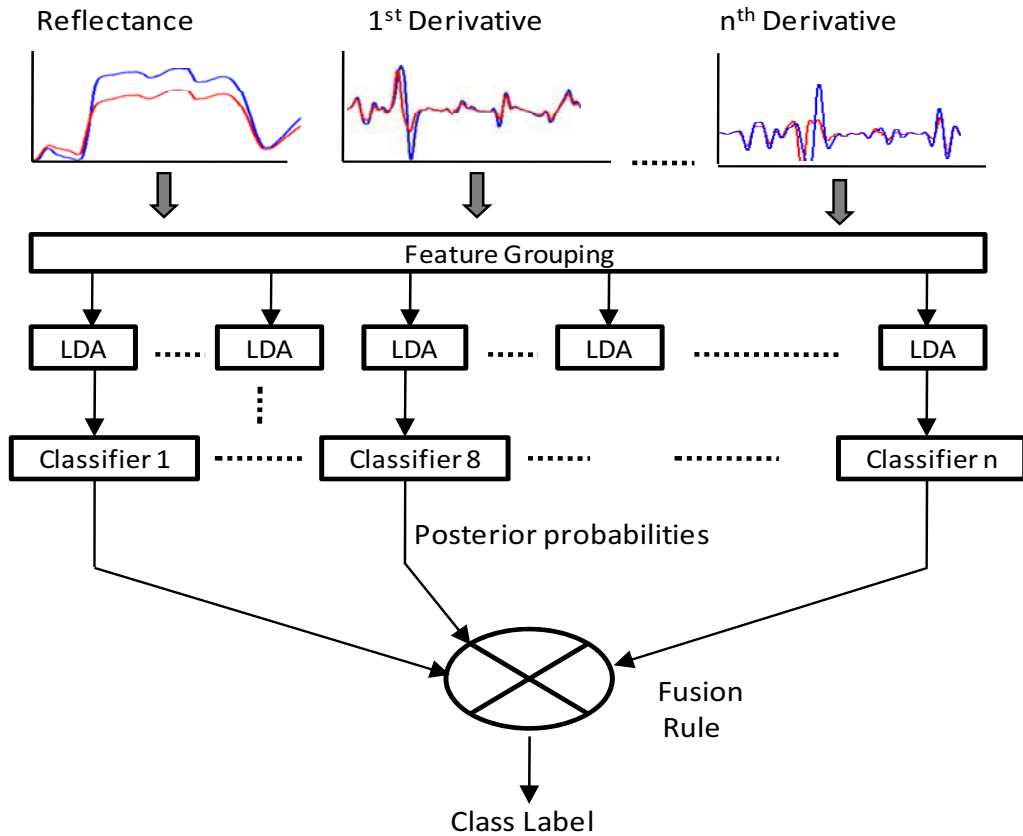 Reflectance
1st Derivative
nth Derivative
Feature Grouping
LDA
LDA
LDA
LDA
LDA
Classifier 1
Classifier 8
Classifier n
Posterior probabilities
Fusion
Rule
Class Label